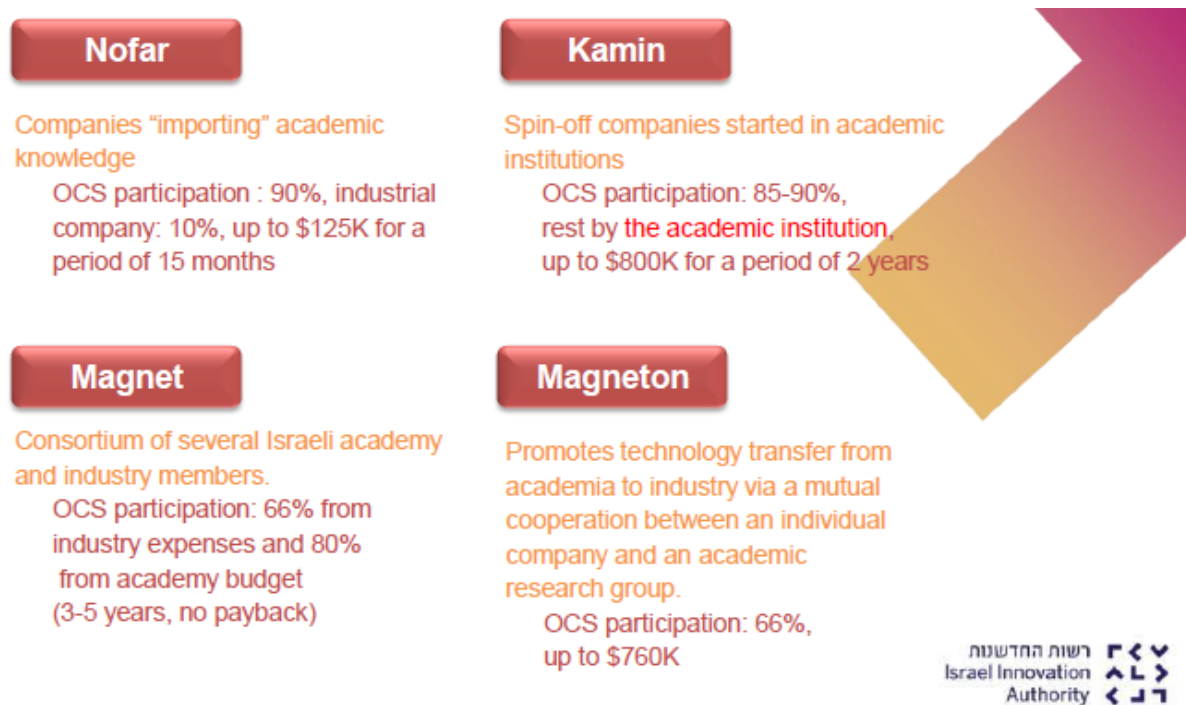 Nofar
Companies “importing” academic
knowledge
OCS participation : 90%, industrial
company: 10%, up to $125K for a
period of 15 months
Kamin
Spin-off companies started in academic
institutions
OCS participation: 85-90%,
rest by the academic institution,
up to $800K for a period of 2 years
Magnet
Consortium of several Israeli academy
and industry members.
OCS participation: 66% from
industry expenses and 80%
from academy budget
(3-5 years, no payback)
Magneton
Promotes technology transfer from
academia to industry via a mutual
cooperation between an individual
company and an academic
research group.
OCS participation: 66%,
up to $760K
רשות החדשנות
Israel Innovation
Authority